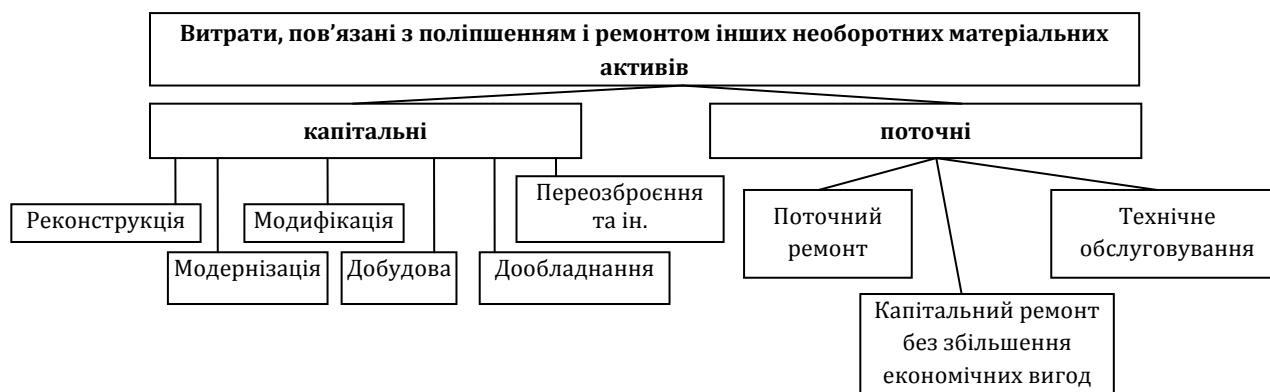 Витрати, пов’язані з поліпшенням і ремонтом інших необоротних матеріальних
активів
капітальні
поточні
Реконструкція
Модернізація
Модифікація
Добудова
Дообладнання
Переозброєння
та ін.
Поточний
ремонт
Капітальний ремонт
без збільшення
економічних вигод
Технічне
обслуговування